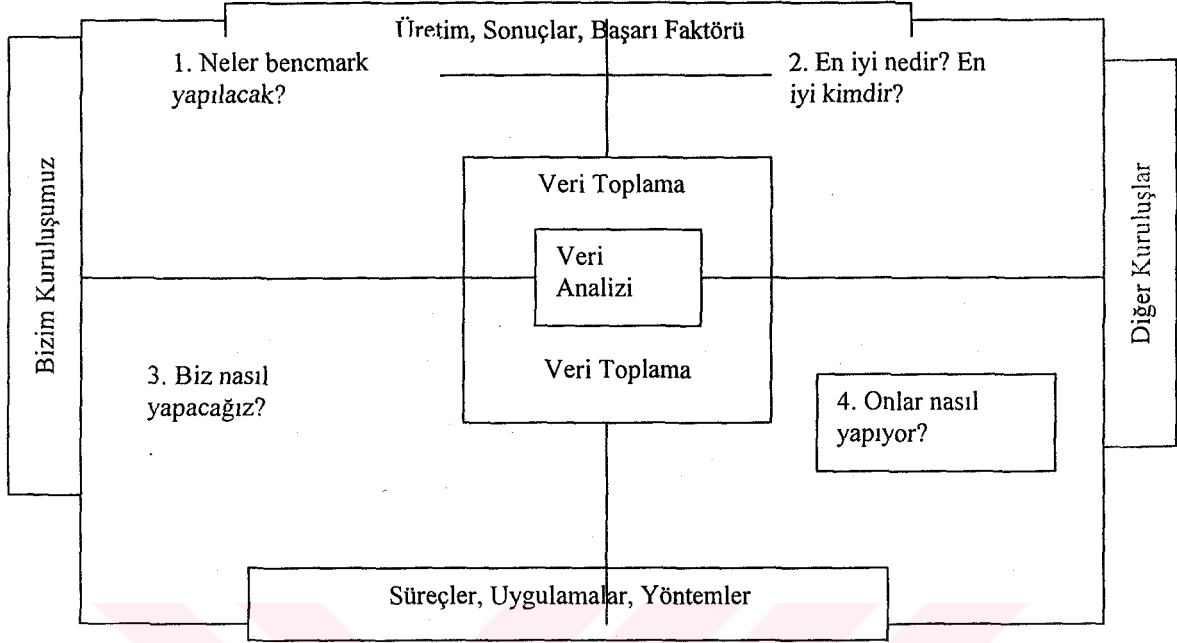 Üretim, Sonuçlar, Başarı Faktörü
1. Neler bencmark
yapılacak?
2. En iyi nedir? En
iyi kimdir?
Bizim Kuruluşumuz
Veri Toplama
Veri
Analizi
Veri Toplama
Diğer Kuruluşlar
3. Biz nasıl
yapacağız?
4. Onlar nasıl
yapıyor?
Süreçler, Uygulamalar, Yöntemler